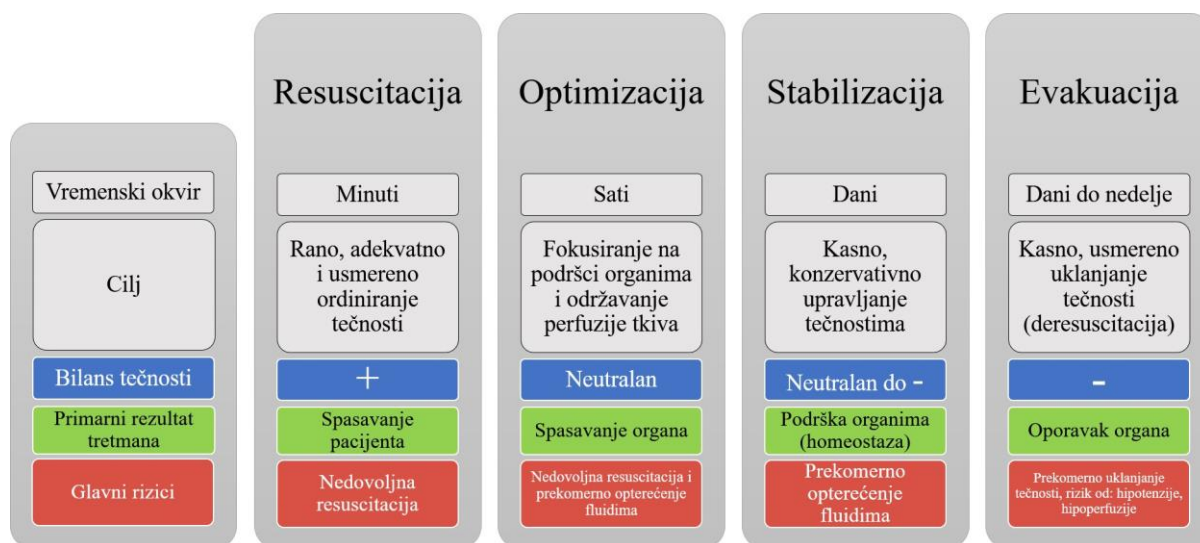 Vremenski okvir
Cilj
Bilans tečnosti
Primarni rezultat
tretmana
Glavni rizici
Resuscitacija
Minuti
Rano, adekvatno
i usmereno
ordiniranje
tečnosti
+
Spasavanje
pacijenta
Nedovoljna
resuscitacija
Optimizacija
Sati
Fokusiranje na
podršci organima
i održavanje
perfuzije tkiva
Neutralan
Spasavanje organa
Nedovoljna resuscitacija i
prekomerno opterećenje
fluidima
Stabilizacija
Dani
Kasno,
konzervativno
upravljanje
tečnostima
Neutralan do -
Podrška organima
(homeostaza)
Prekomerno
opterećenje
fluidima
Evakuacija
Dani do nedelje
Kasno, usmereno
uklanjanje
tečnosti
(deresuscitacija)
-
Oporavak organa
Prekomerno uklanjanje
tečnosti, rizik od: hipotenzije,
hipoperfuzije